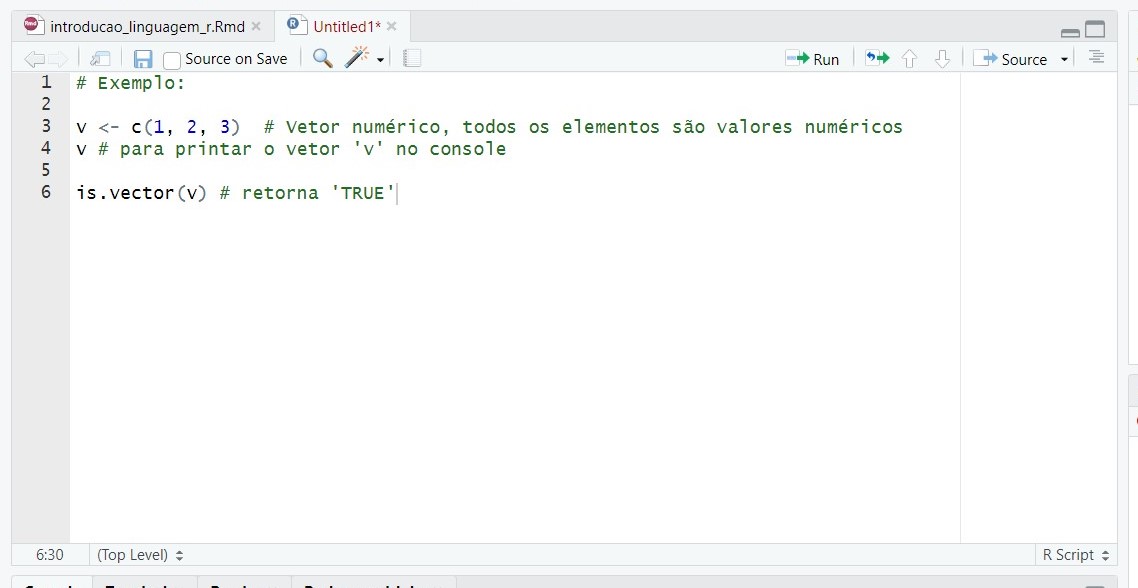 introducao_linguagem_r.Rmd Untitled1*
Source on Save Run Source
1 # Exemplo:
2
3 v <- c(1, 2, 3)  # Vetor numérico, todos os elementos são valores numéricos
4 v # para printar o vetor 'v' no console
5
6 is.vector(v) # retorna 'TRUE'
6:30 (Top Level) R Script